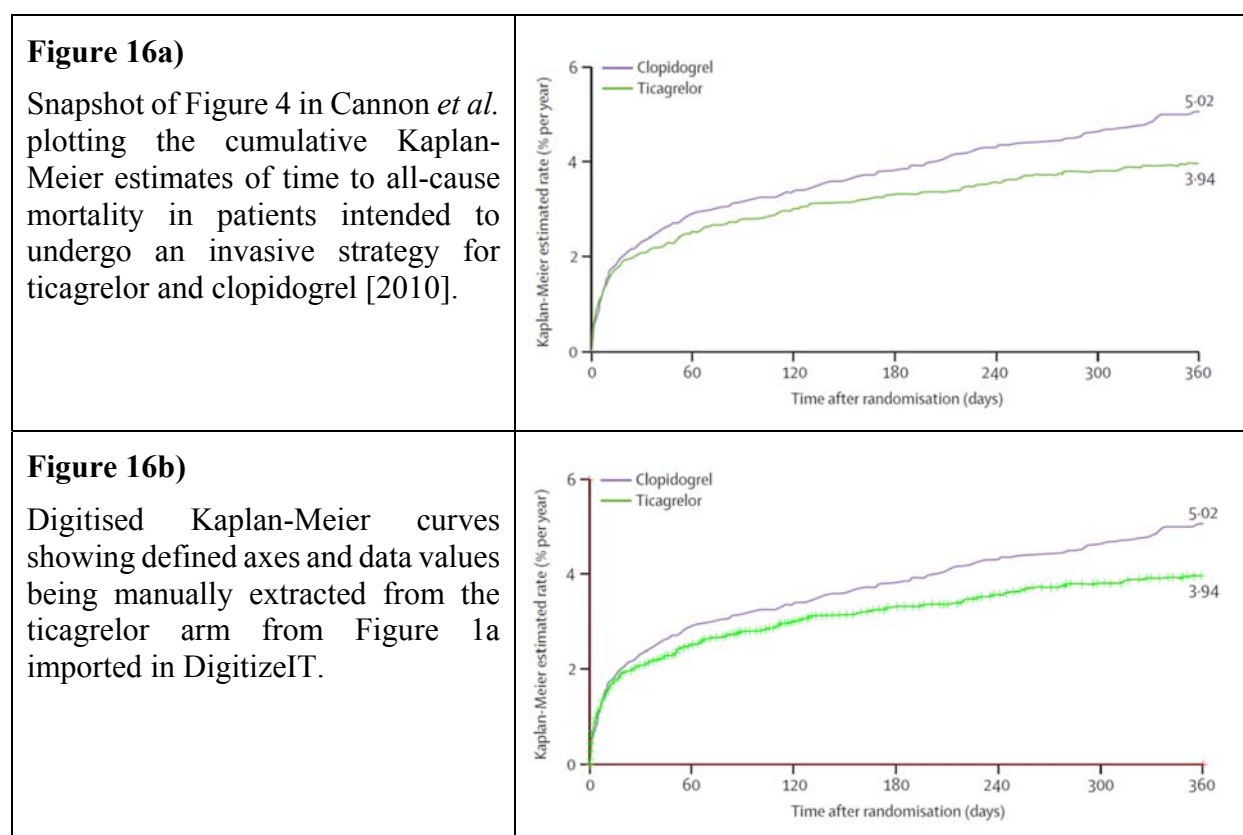 Figure 16a)
Snapshot of Figure 4 in Cannon et al.
plotting the cumulative Kaplan-
Meier estimates of time to all-cause
mortality in patients intended to
undergo an invasive strategy for
ticagrelor and clopidogrel [2010].
Clopidogrel
Ticagrelor
6
4
2
0
Kaplan-Meier estimated rate (% per year)
5·02
3·94
0 60 120 180 240 300 360
Time after randomisation (days)
Figure 16b)
Digitised Kaplan-Meier curves
showing defined axes and data values
being manually extracted from the
ticagrelor arm from Figure 1a
imported in DigitizeIT.
Clopidogrel
Ticagrelor
6
4
2
0
Kaplan-Meier estimated rate (% per year)
5·02
3·94
0 60 120 180 240 300 360
Time after randomisation (days)